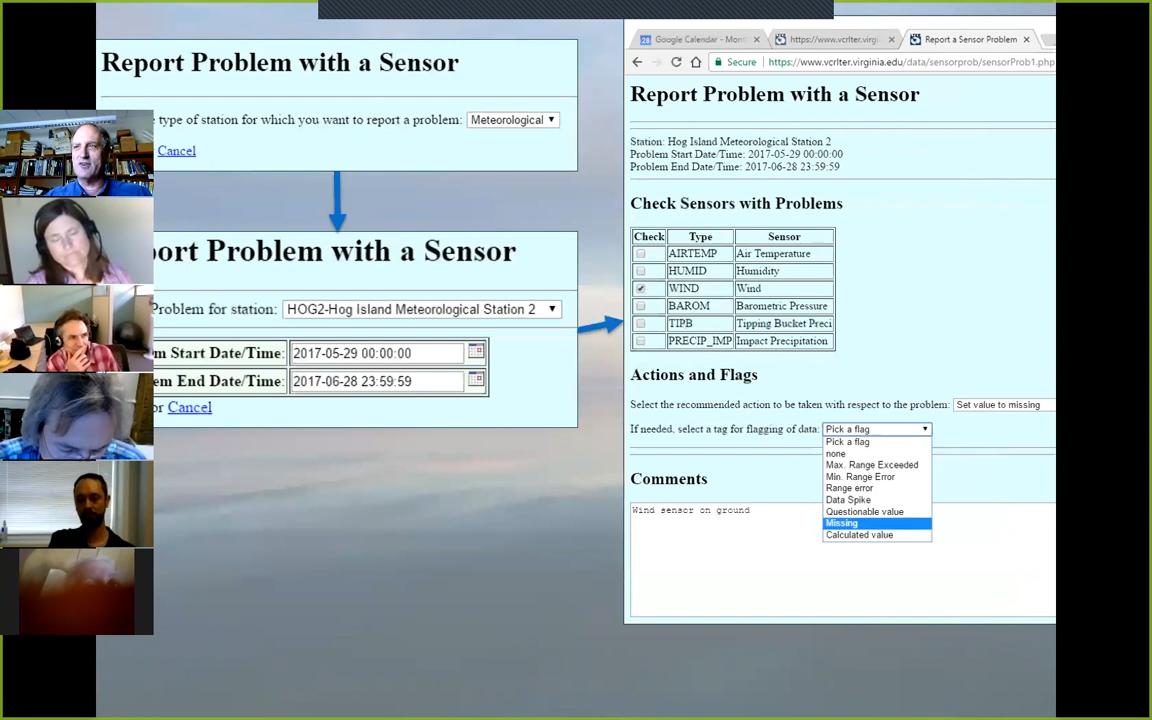 Report Problem with a Sensor
type of station for which you want to report a problem: Meteorological
Cancel
ort Problem with a Sensor
Problem for station: HOG2-Hog Island Meteorological Station 2
m Start Date/Time: 2017-05-29 00:00:00
em End Date/Time: 2017-06-28 23:59:59
or Cancel
28 Google Calendar - Mont
https://www.vcrlter.virgi
Report a Sensor Problem
Secure https://www.vcrlter.virginia.edu/data/sensorprob/sensorProb1.php
Report Problem with a Sensor
Station: Hog Island Meteorological Station 2
Problem Start Date/Time: 2017-05-29 00:00:00
Problem End Date/Time: 2017-06-28 23:59:59
Check Sensors with Problems
Check Type Sensor
AIRTEMP Air Temperature
HUMID Humidity
WIND Wind
BAROM Barometric Pressure
TIPB Tipping Bucket Preci
PRECIP_IMP Impact Precipitation
Actions and Flags
Select the recommended action to be taken with respect to the problem: Set value to missing
If needed, select a tag for flagging of data: Pick a flag
Pick a flag
none
Max. Range Exceeded
Min. Range Error
Range error
Data Spike
Questionable value
Missing
Calculated value
Comments
Wind sensor on ground